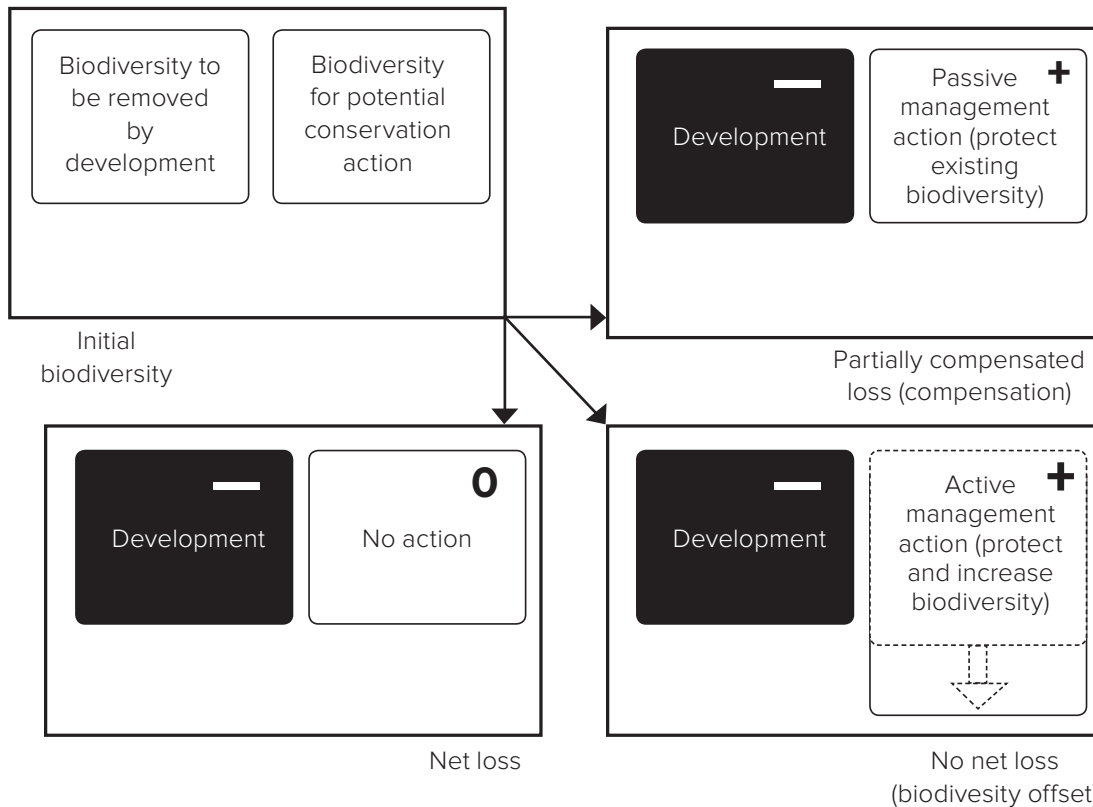 Biodiversity to
be removed
by
development
Biodiversity
for potential
conservation
action
Initial
biodiversity
Development
Passive +
management
action (protect
existing
biodiversity)
Partially compensated
loss (compensation)
Development
0
No action
Net loss
Development
Active +
management
action (protect
and increase
biodiversity)
No net loss
(biodivesity offset)